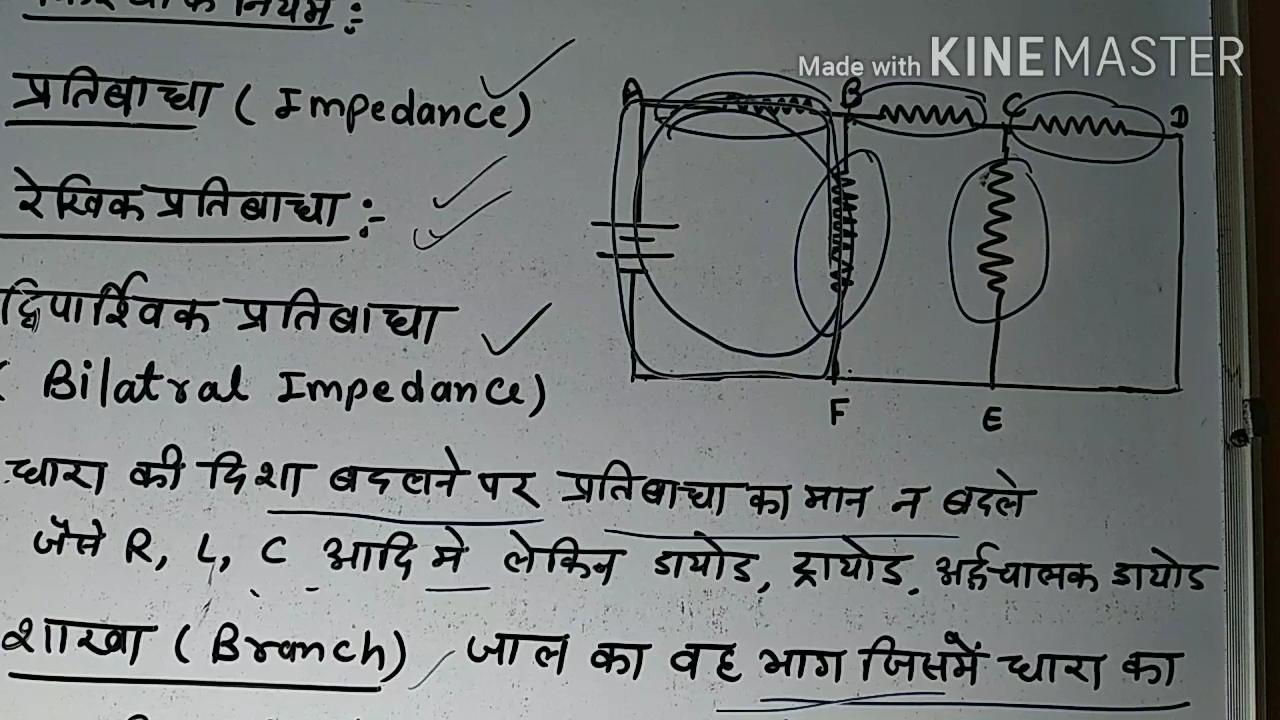 के नियम :-
Made with KINEMASTER
प्रतिबाधा ( Impedance )
रेखिक प्रतिबाधा :-
द्विपार्श्विक प्रतिबाधा
( Bilatral Impedance )
A B C D
F E
धारा की दिशा बदलने पर प्रतिबाधा का मान न बदले
जैसे R, L, C आदि मे लेकिन डायोड, ट्रायोड, अर्द्धचालक डायोड
शाखा ( Branch ) जाल का वह भाग जिसमें धारा का